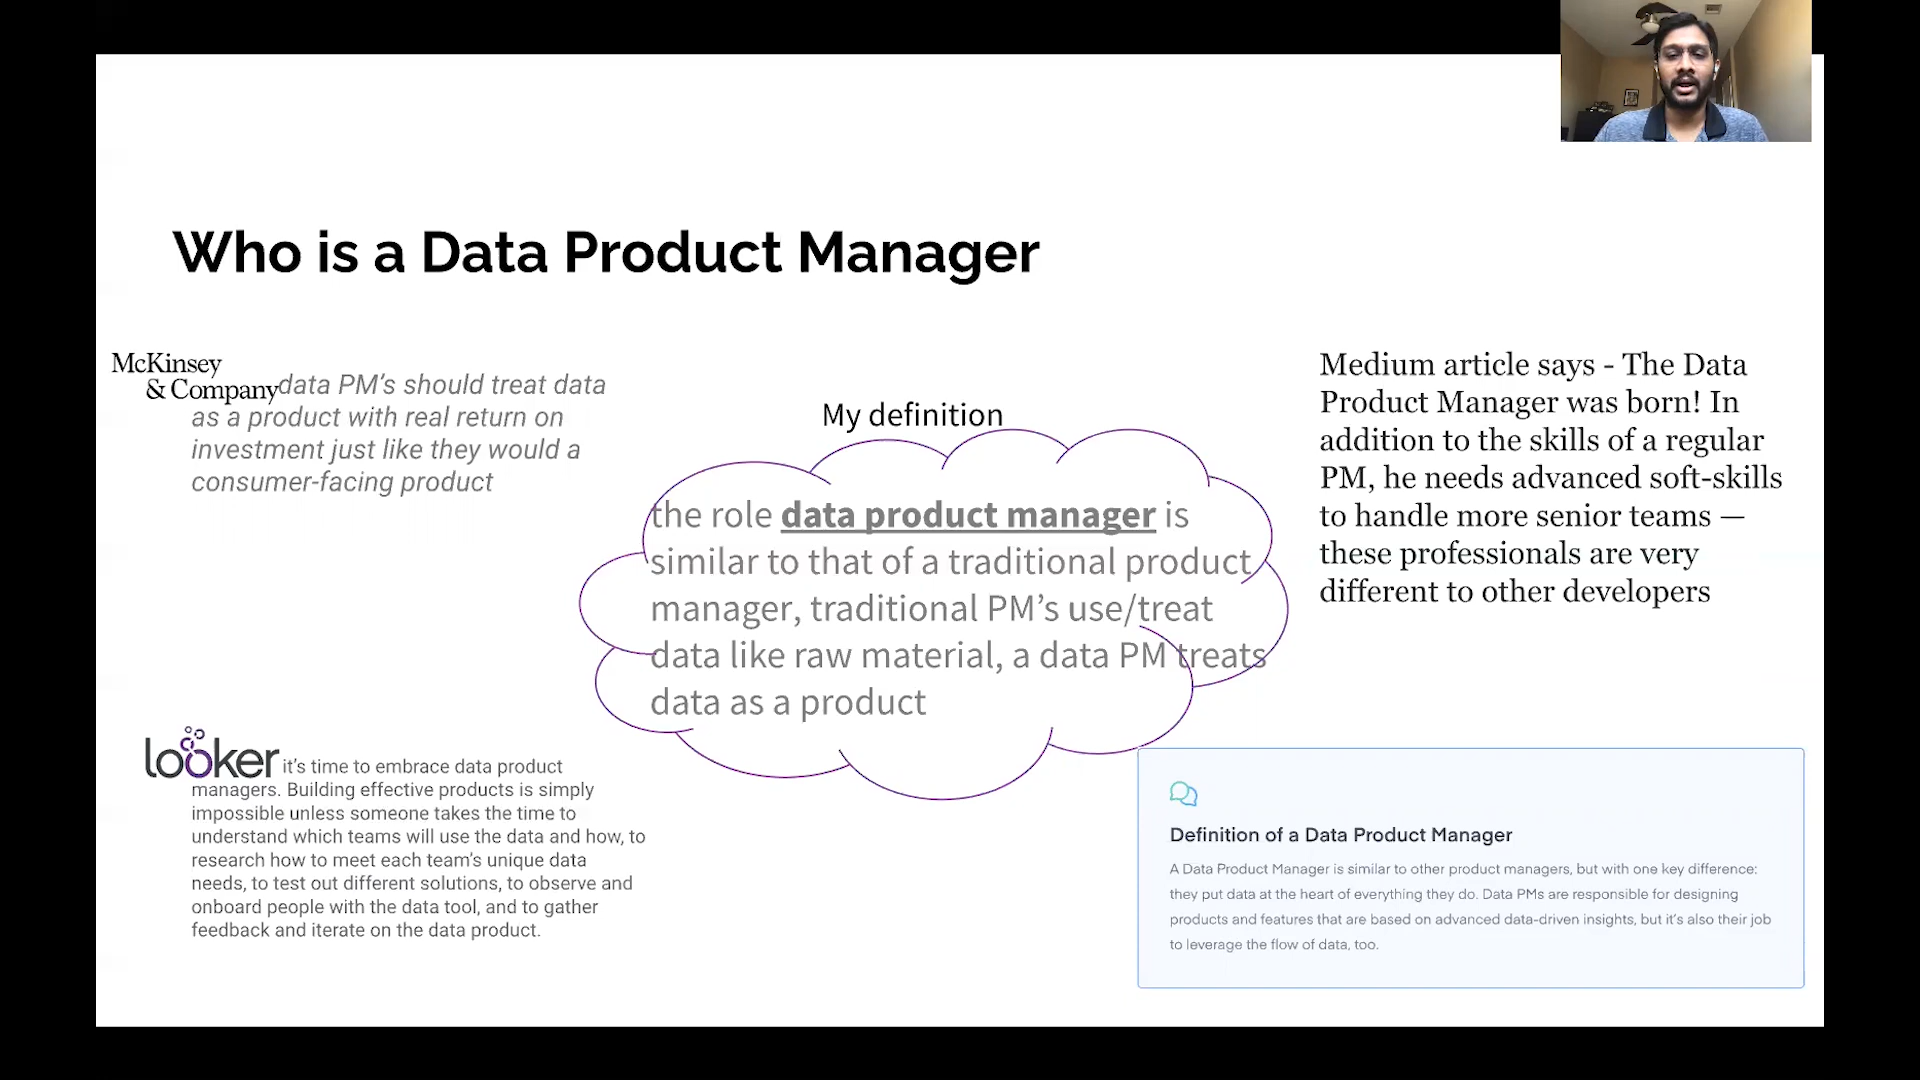 Who is a Data Product Manager
McKinsey
& Company
data PM’s should treat data
as a product with real return on
investment just like they would a
consumer-facing product
My definition
the role data product manager is
similar to that of a traditional product
manager, traditional PM’s use/treat
data like raw material, a data PM treats
data as a product
Medium article says - The Data
Product Manager was born! In
addition to the skills of a regular
PM, he needs advanced soft-skills
to handle more senior teams —
these professionals are very
different to other developers
looker
it’s time to embrace data product
managers. Building effective products is simply
impossible unless someone takes the time to
understand which teams will use the data and how, to
research how to meet each team’s unique data
needs, to test out different solutions, to observe and
onboard people with the data tool, and to gather
feedback and iterate on the data product.
Definition of a Data Product Manager
A Data Product Manager is similar to other product managers, but with one key difference:
they put data at the heart of everything they do. Data PMs are responsible for designing
products and features that are based on advanced data-driven insights, but it’s also their job
to leverage the flow of data, too.